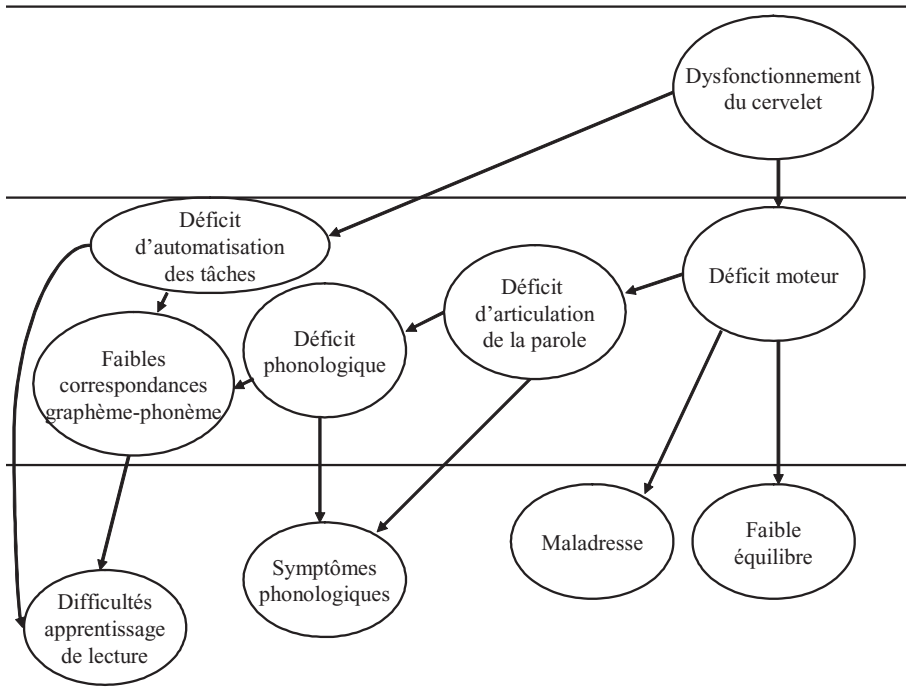 Dysfonctionnement
du cervelet
Déficit
d'automatisation
des tâches
Déficit moteur
Déficit
d'articulation
de la parole
Déficit
phonologique
Faibles
correspondances
graphème-phonème
Maladresse
Faible
équilibre
Symptômes
phonologiques
Difficultés
apprentissage
de lecture